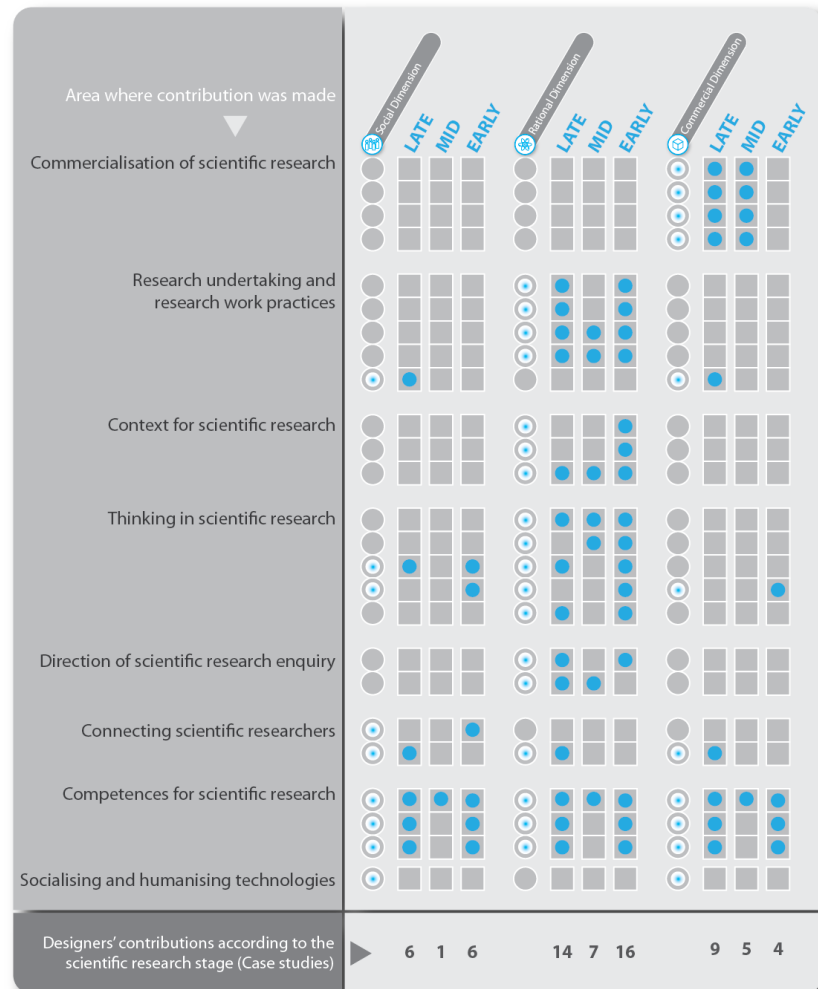 Area where contribution was made
Social Dimension
LATE
MID
EARLY
Rational Dimension
LATE
MID
EARLY
Commercial Dimension
LATE
MID
EARLY
Commercialisation of scientific research
Research undertaking and
research work practices
Context for scientific research
Thinking in scientific research
Direction of scientific research enquiry
Connecting scientific researchers
Competences for scientific research
Socialising and humanising technologies
Designers' contributions according to the
scientific research stage (Case studies)
6 1 6 14 7 16 9 5 4